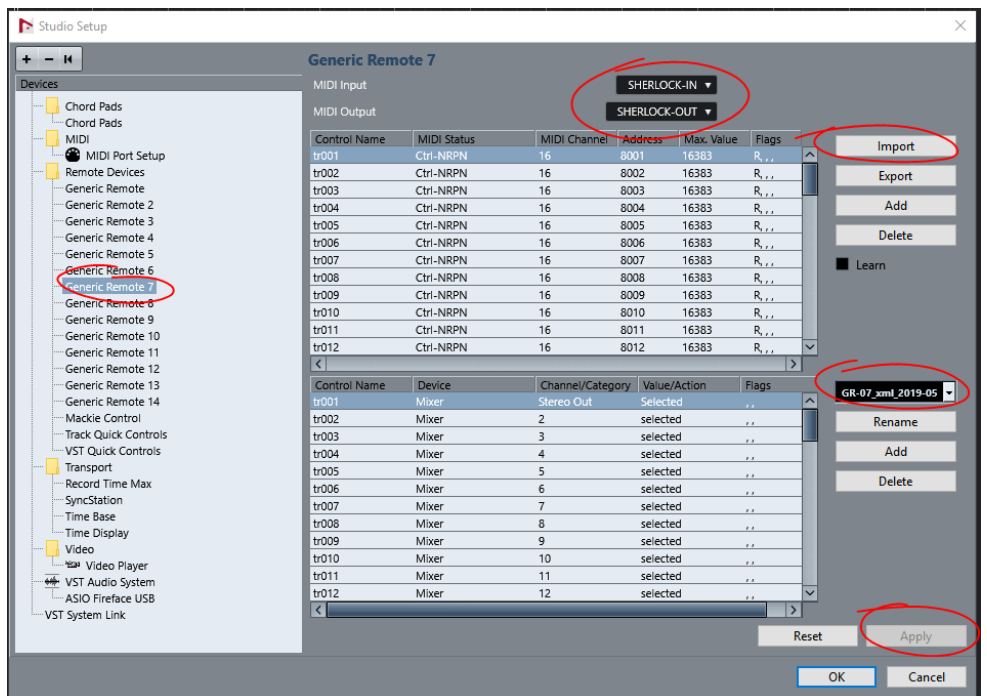 Studio Setup
+ −
Devices
Chord Pads
Chord Pads
MIDI
MIDI Port Setup
Remote Devices
Generic Remote
Generic Remote 2
Generic Remote 3
Generic Remote 4
Generic Remote 5
Generic Remote 6
Generic Remote 7
Generic Remote 8
Generic Remote 9
Generic Remote 10
Generic Remote 11
Generic Remote 12
Generic Remote 13
Generic Remote 14
Mackie Control
Track Quick Controls
VST Quick Controls
Transport
Record Time Max
SyncStation
Time Base
Time Display
Video
Video Player
VST Audio System
ASIO Fireface USB
VST System Link
Generic Remote 7
MIDI Input SHERLOCK-IN
MIDI Output SHERLOCK-OUT
Control Name MIDI Status MIDI Channel Address Max. Value Flags
tr001 Ctrl-NRPN 16 8001 16383 R, , ,
tr002 Ctrl-NRPN 16 8002 16383 R, , ,
tr003 Ctrl-NRPN 16 8003 16383 R, , ,
tr004 Ctrl-NRPN 16 8004 16383 R, , ,
tr005 Ctrl-NRPN 16 8005 16383 R, , ,
tr006 Ctrl-NRPN 16 8006 16383 R, , ,
tr007 Ctrl-NRPN 16 8007 16383 R, , ,
tr008 Ctrl-NRPN 16 8008 16383 R, , ,
tr009 Ctrl-NRPN 16 8009 16383 R, , ,
tr010 Ctrl-NRPN 16 8010 16383 R, , ,
tr011 Ctrl-NRPN 16 8011 16383 R, , ,
tr012 Ctrl-NRPN 16 8012 16383 R, , ,
Import
Export
Add
Delete
Learn
Control Name Device Channel/Category Value/Action Flags
tr001 Mixer Stereo Out Selected , ,
tr002 Mixer 2 selected , ,
tr003 Mixer 3 selected , ,
tr004 Mixer 4 selected , ,
tr005 Mixer 5 selected , ,
tr006 Mixer 6 selected , ,
tr007 Mixer 7 selected , ,
tr008 Mixer 8 selected , ,
tr009 Mixer 9 selected , ,
tr010 Mixer 10 selected , ,
tr011 Mixer 11 selected , ,
tr012 Mixer 12 selected , ,
GR-07_xml_2019-05
Rename
Add
Delete
Reset Apply
OK Cancel